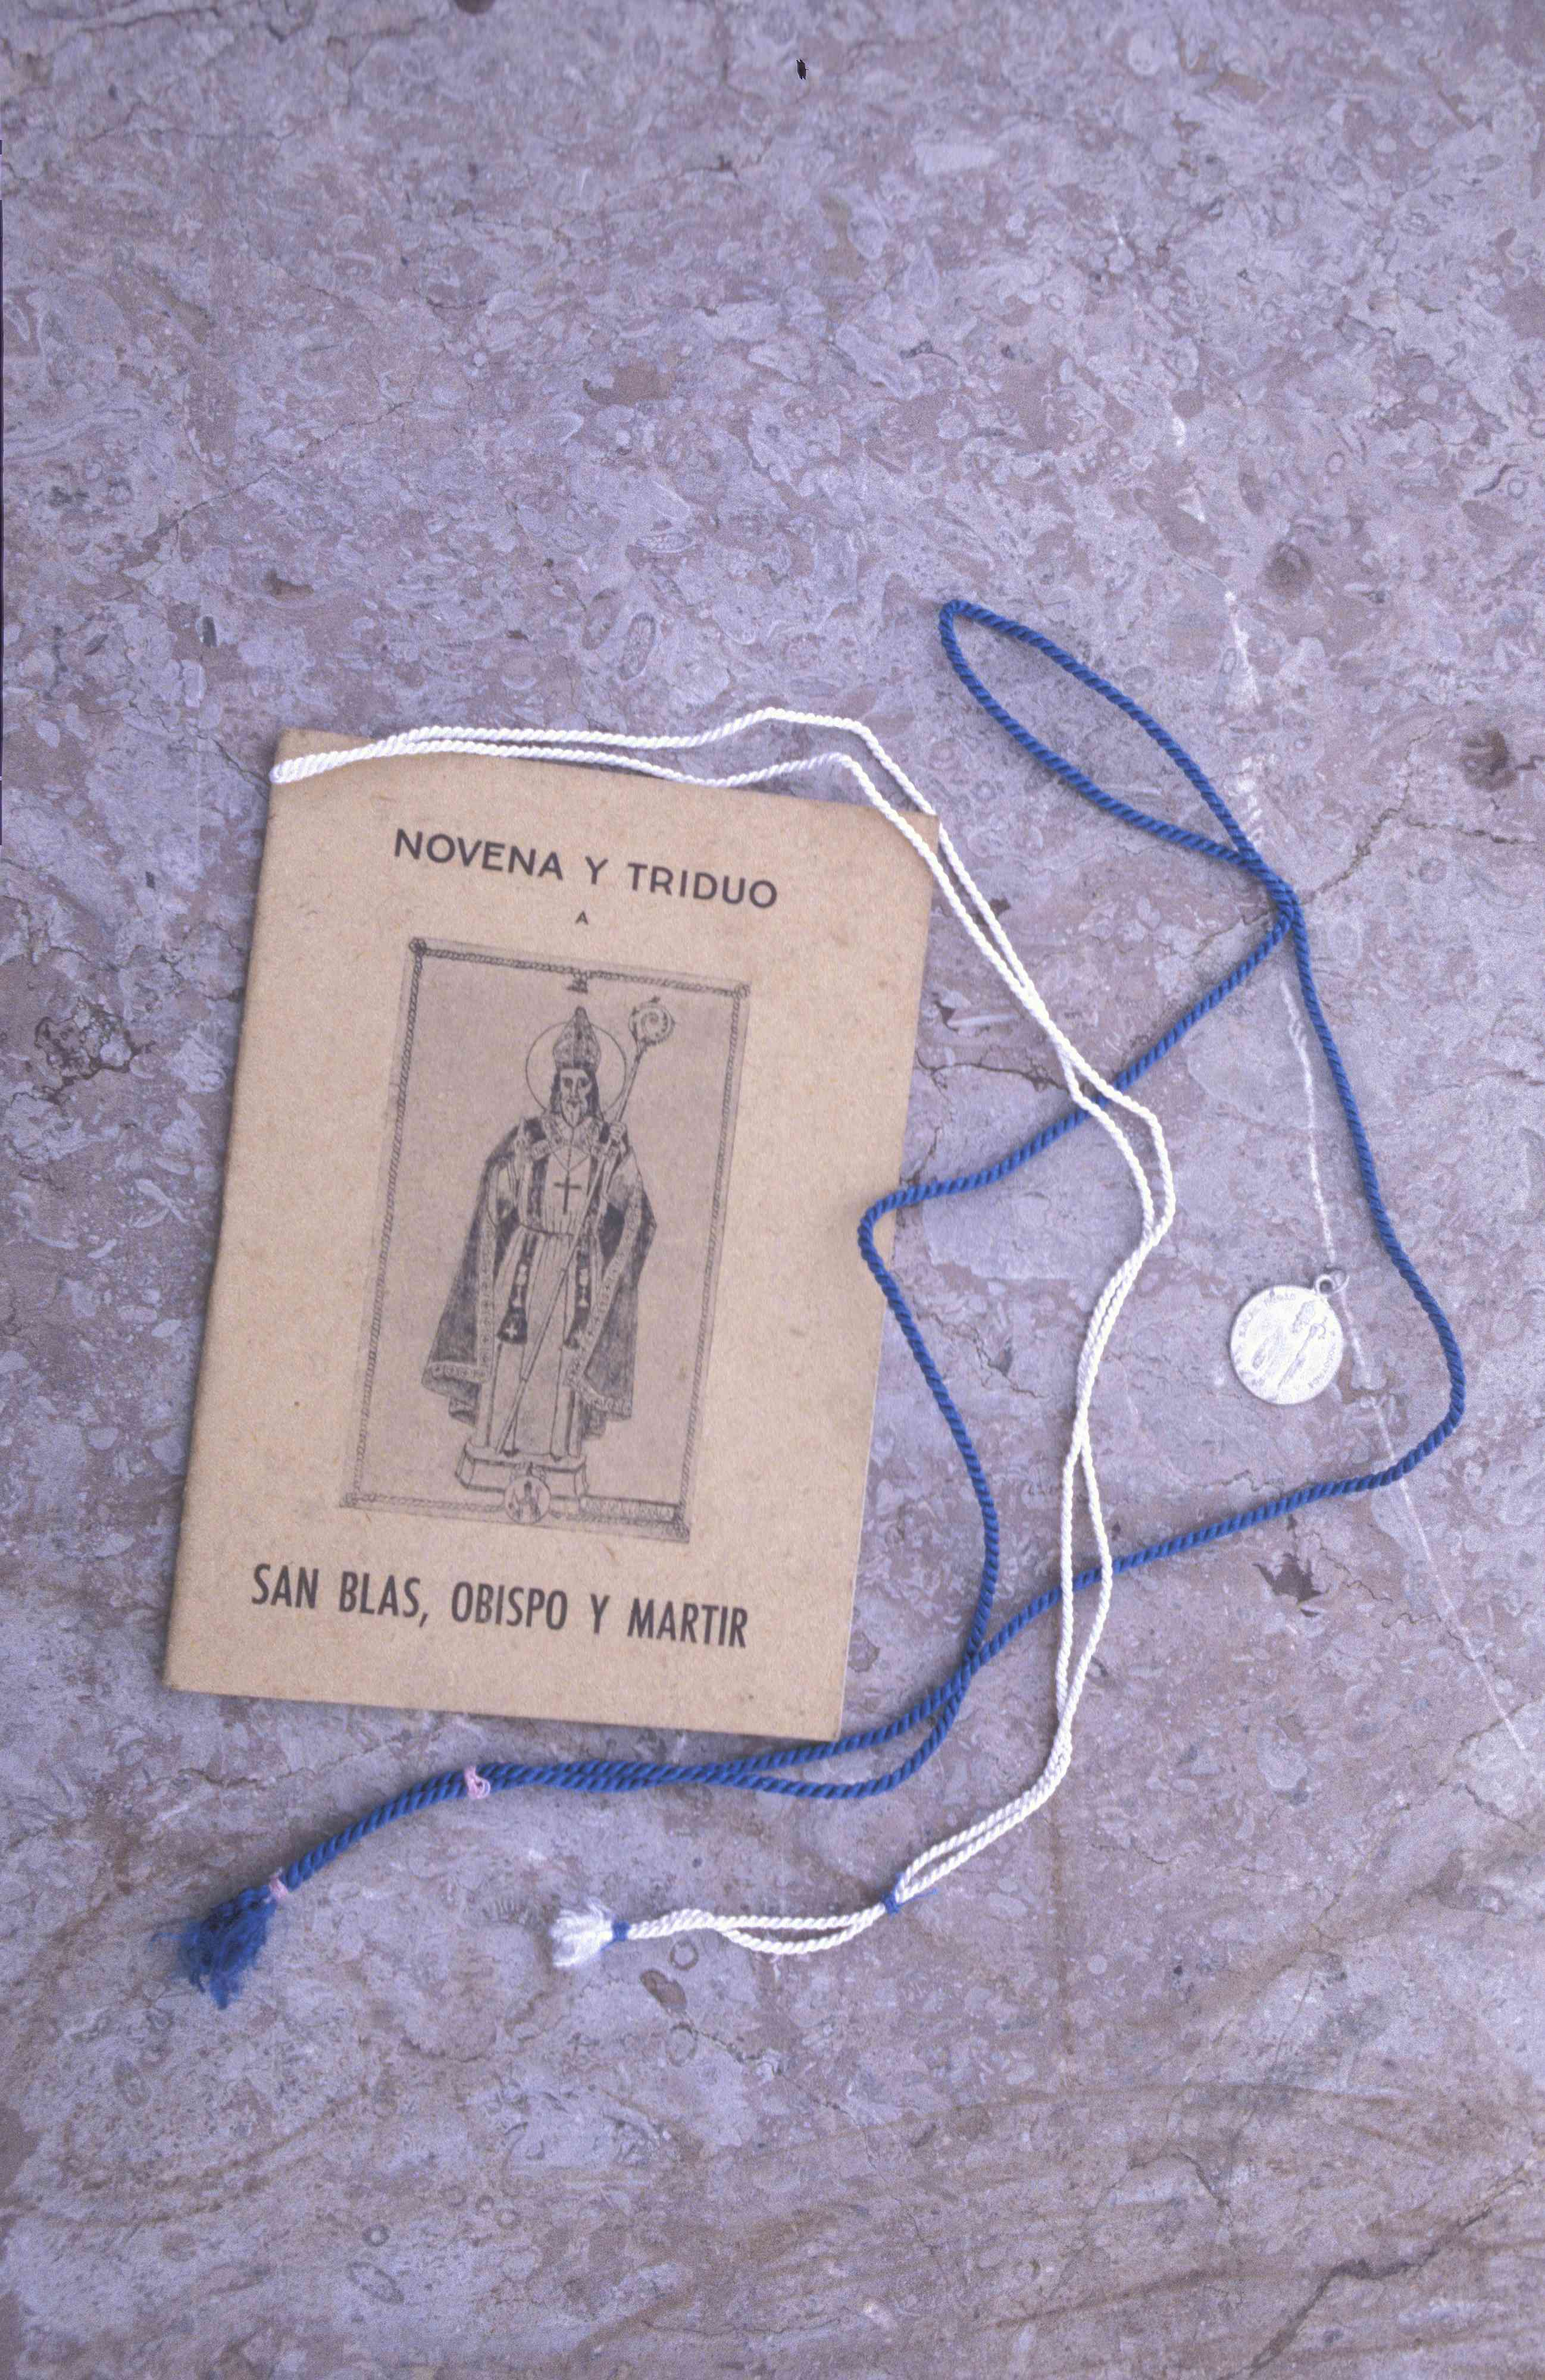 NOVENA Y TRIDUO
A
SAN BLAS, OBISPO Y MARTIR